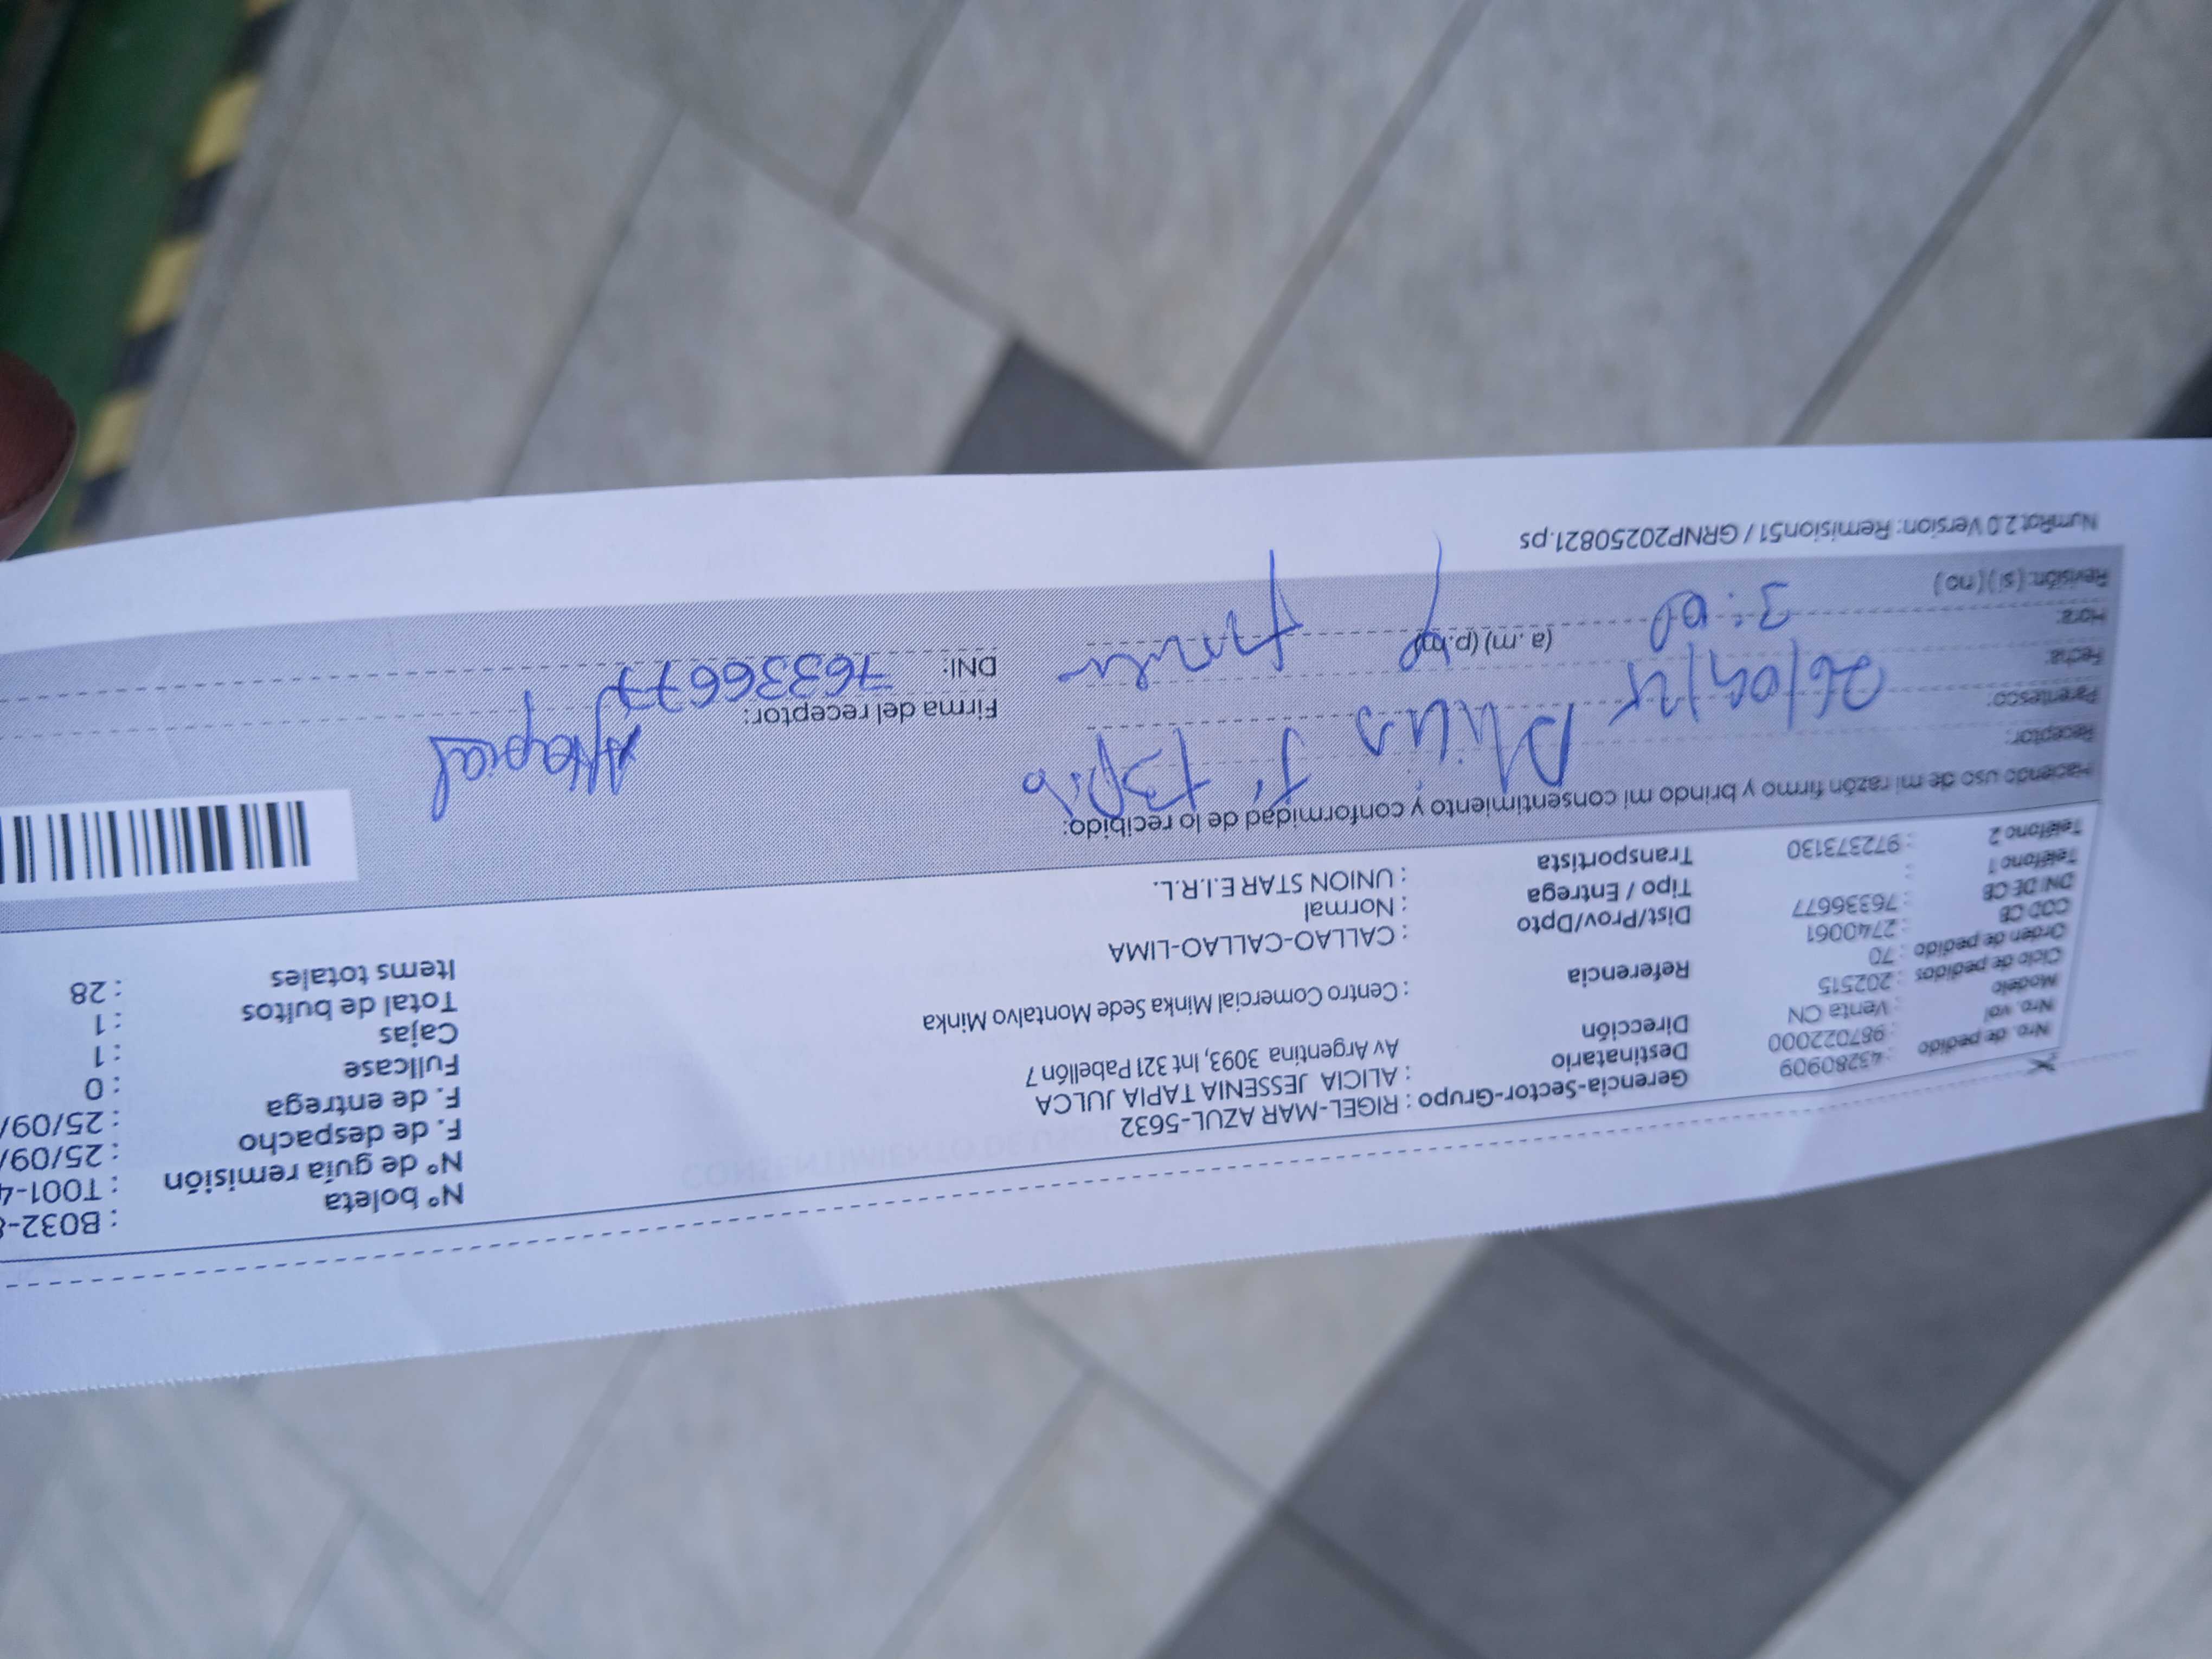 Nº boleta : B032-
Nº de guía remisión : T001-4
F. de despacho : 25/09/
F. de entrega : 25/09/
Fullcase : 0
Cajas : 1
Total de bultos : 1
Items totales : 28
Gerencia-Sector-Grupo : RIGEL-MAR AZUL-5632
Destinatario : ALICIA JESSENIA TAPIA JULCA
Dirección Av Argentina 3093, Int 321 Pabellón 7
Referencia : Centro Comercial Minka Sede Montalvo Minka
Dist/Prov/Dpto : CALLAO-CALLAO-LIMA
Tipo / Entrega : Normal
Transportista : UNION STAR E.I.R.L.
Nro. de pedido : 43280909
Nro. vol : 987022000
Modelo : Venta CN
Ciclo de pedidos : 202515
Orden de pedido : 70
COD CB : 2740061
DNI DE CB : 76336677
Teléfono 1 :
Teléfono 2 : 972373130
Haciendo uso de mi razón firmo y brindo mi consentimiento y conformidad de lo recibido:
Receptor:
Parentesco:
Fecha: 26/09/25
Hora: 3:00 (a.m) (p.m)
Revisión: (si) (no)
Firma del receptor:
DNI: 76336677
NumRot 2.0 Version: Remision51 / GRNP20250821.ps